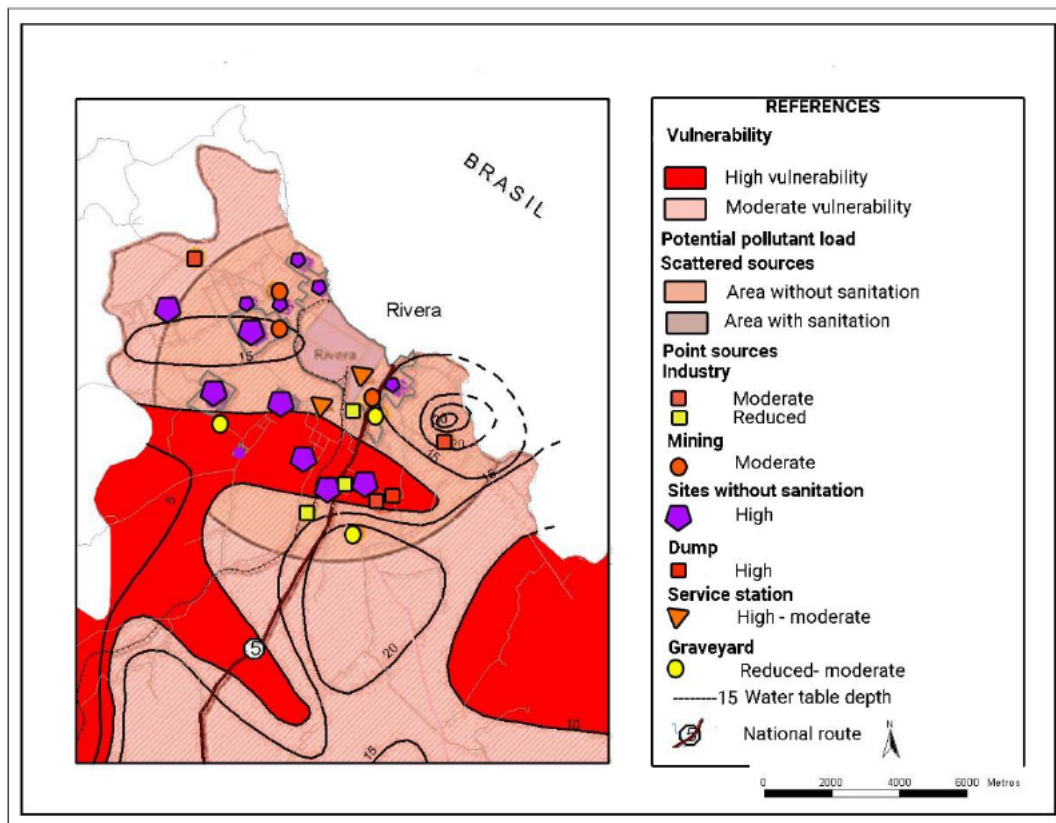 BRASIL
Rivera
Rivera
15
20
15
15
5
5
20
15
10
REFERENCES
Vulnerability
High vulnerability
Moderate vulnerability
Potential pollutant load
Scattered sources
Area without sanitation
Area with sanitation
Point sources
Industry
Moderate
Reduced
Mining
Moderate
Sites without sanitation
High
Dump
High
Service station
High - moderate
Graveyard
Reduced- moderate
15 Water table depth
5 National route
N
0 2000 4000 6000 Metros